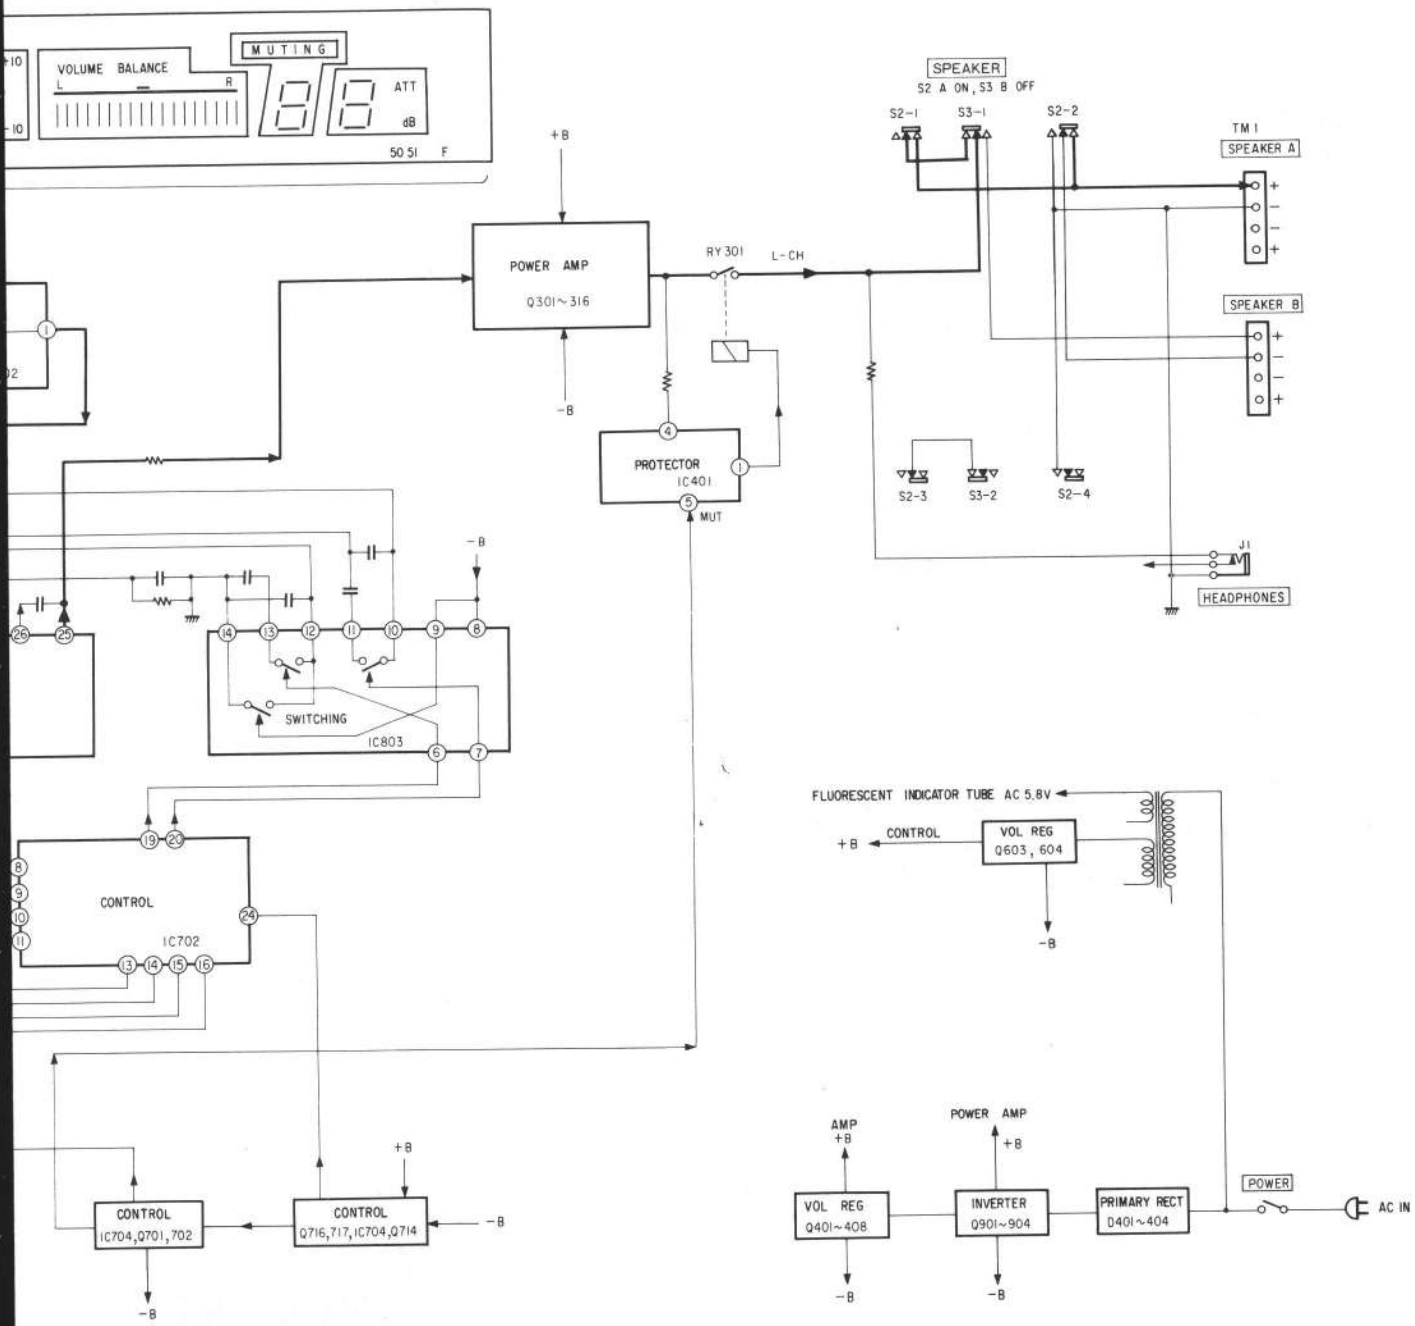 +10
-10
VOLUME BALANCE
L R
MUTING
88
ATT
dB
50 51 F
SPEAKER
S2 A ON, S3 B OFF
S2-1
S3-1
S2-2
TM1
SPEAKER A
+
−
−
+
SPEAKER B
+
−
−
+
+B
POWER AMP
Q301~316
-B
RY301
L-CH
1
02
4
PROTECTOR
IC401
1
5
MUT
S2-3
S3-2
S2-4
J1
HEADPHONES
-B
26
25
14
13
12
11
10
9
8
SWITCHING
IC803
6
7
FLUORESCENT INDICATOR TUBE AC 5.8V
+B
CONTROL
VOL REG
Q603, 604
-B
19
20
8
9
10
11
CONTROL
IC702
24
13
14
15
16
+B
CONTROL
IC704,Q701,702
-B
CONTROL
Q716,717,IC704,Q714
-B
AMP
+B
POWER AMP
+B
VOL REG
Q401~408
INVERTER
Q901~904
PRIMARY RECT
D401~404
POWER
AC IN
-B
-B